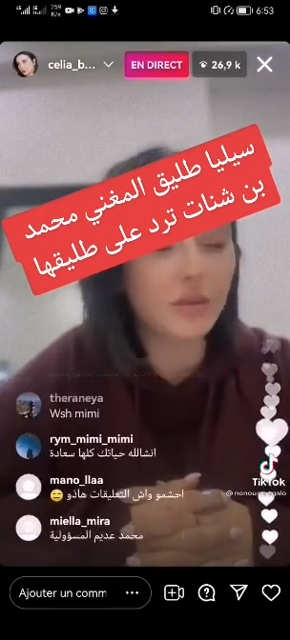 6:53
celia_b...
EN DIRECT
26,9 k
سيليا طليق المغني محمد
بن شنات ترد على طليقها
theraneya
Wsh mimi
rym_mimi_mimi
انشالله حياتك كلها سعادة
mano_llaa
احشمو واش التعليقات هاذو 😑
miella_mira
محمد عديم المسؤولية
TikTok
Ajouter un comm